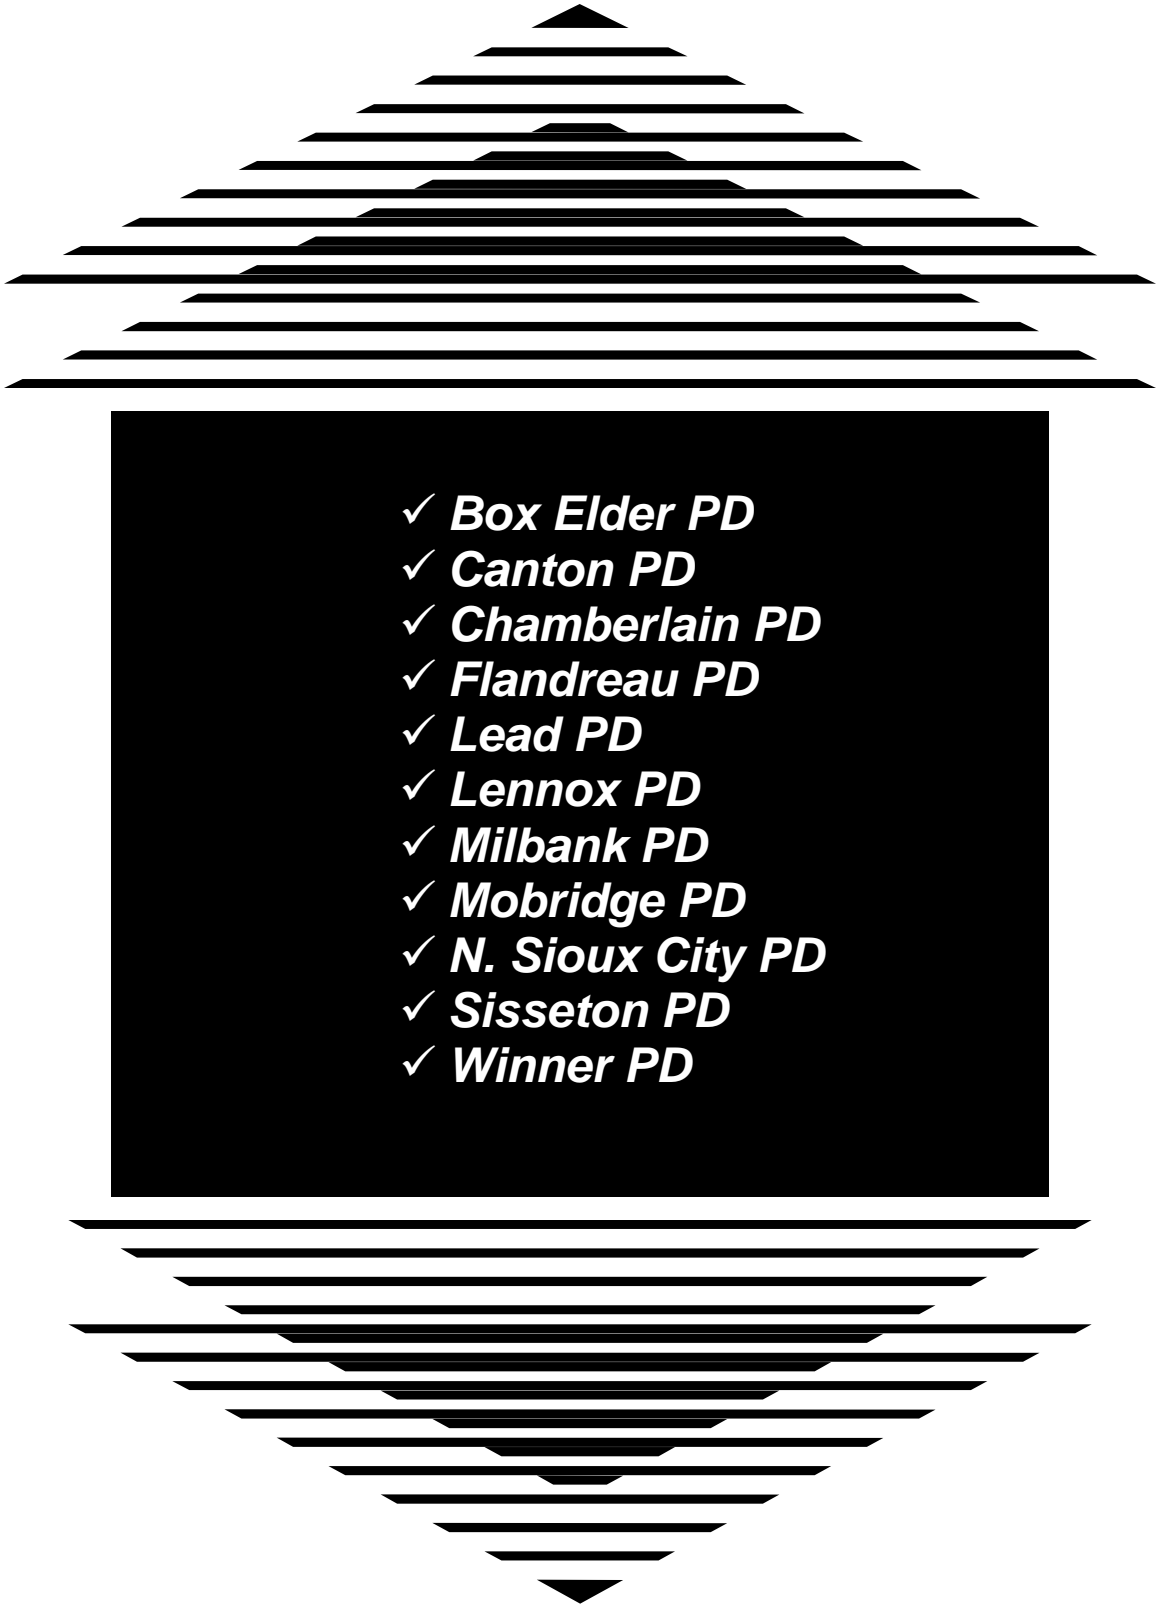 ✓ Box Elder PD
✓ Canton PD
✓ Chamberlain PD
✓ Flandreau PD
✓ Lead PD
✓ Lennox PD
✓ Milbank PD
✓ Mobridge PD
✓ N. Sioux City PD
✓ Sisseton PD
✓ Winner PD